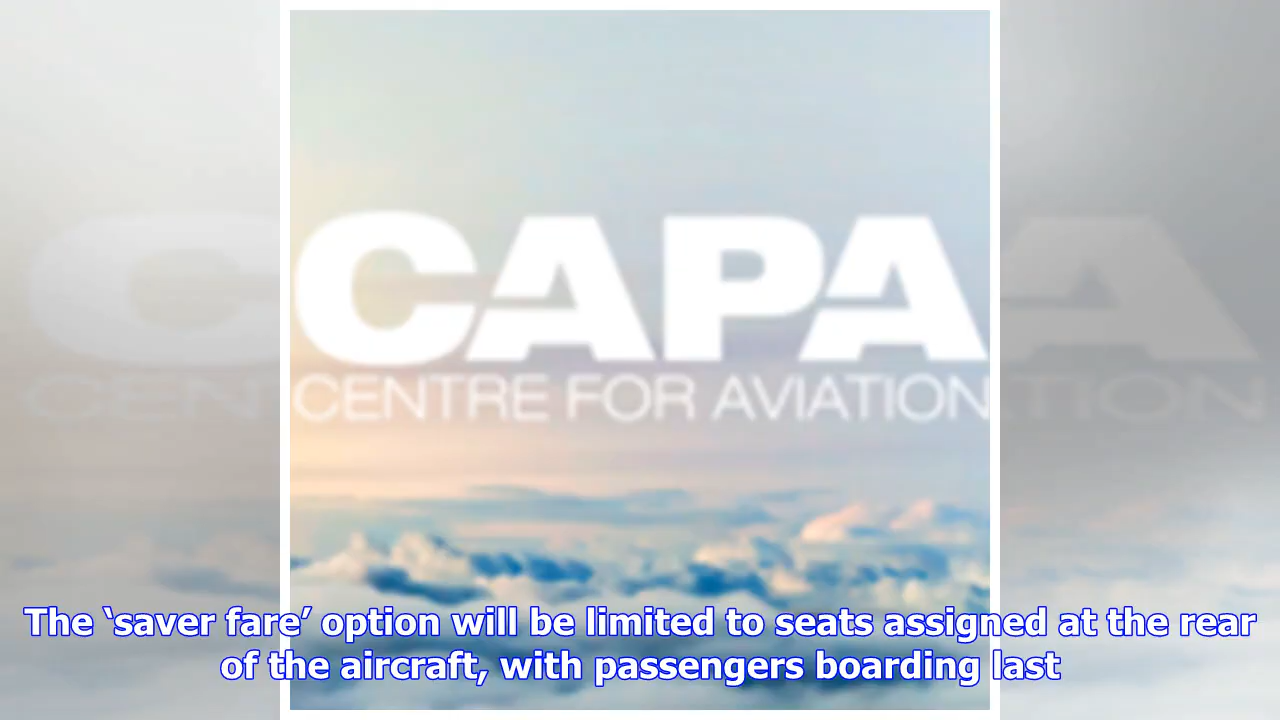 CAPA
CENTRE FOR AVIATION
The ‘saver fare’ option will be limited to seats assigned at the rear
of the aircraft, with passengers boarding last